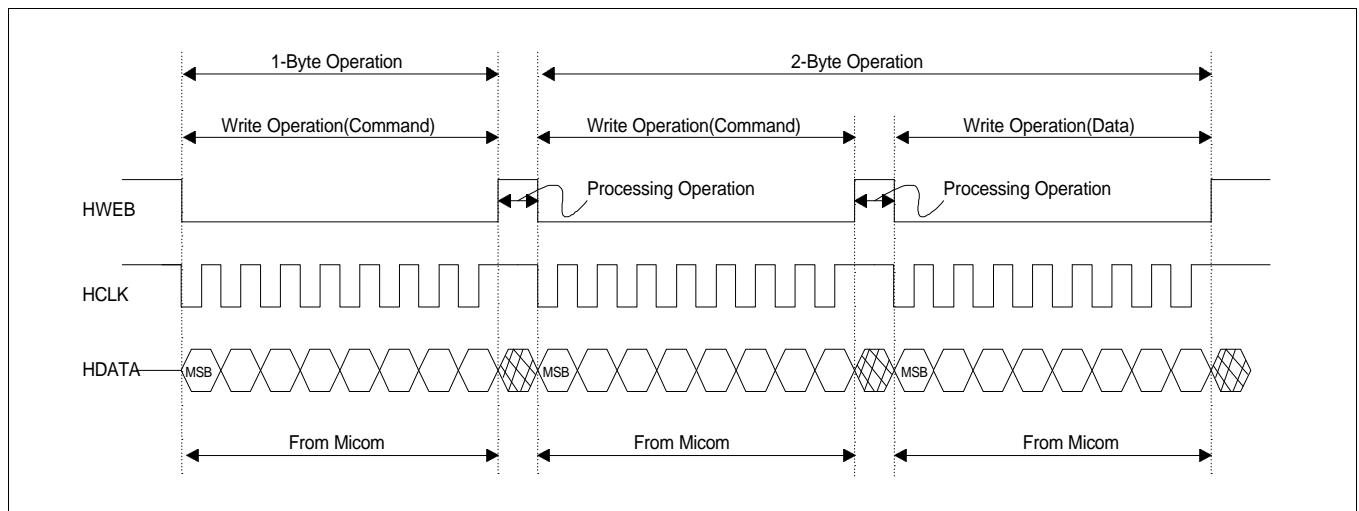 1-Byte Operation
2-Byte Operation
Write Operation(Command)
Write Operation(Command)
Write Operation(Data)
Processing Operation
Processing Operation
HWEB
HCLK
HDATA
MSB
MSB
MSB
From Micom
From Micom
From Micom